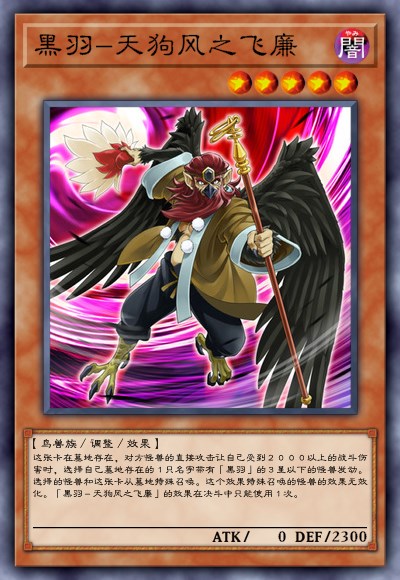 黑羽-天狗风之飞廉
闇
やみ
【鸟兽族／调整／效果】
这张卡在墓地存在，对方怪兽的直接攻击让自己受到２０００以上的战斗伤
害时，选择自己墓地存在的１只名字带有「黑羽」的３星以下的怪兽发动。
选择的怪兽和这张卡从墓地特殊召唤。这个效果特殊召唤的怪兽的效果无效
化。「黑羽－天狗风之飞廉」的效果在决斗中只能使用１次。
ATK/ 0 DEF/2300